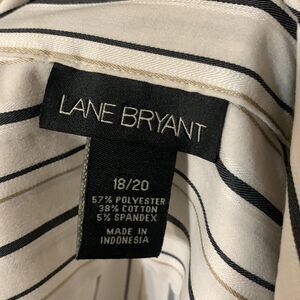 LANE BRYANT
18/20
57% POLYESTER
38% COTTON
5% SPANDEX
MADE IN
INDONESIA